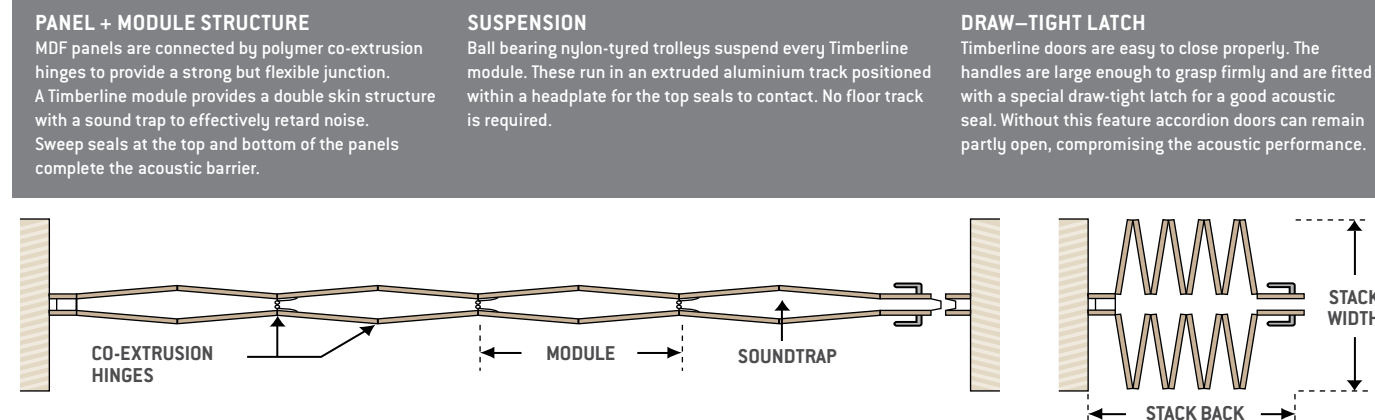 PANEL + MODULE STRUCTURE
MDF panels are connected by polymer co-extrusion
hinges to provide a strong but flexible junction.
A Timberline module provides a double skin structure
with a sound trap to effectively retard noise.
Sweep seals at the top and bottom of the panels
complete the acoustic barrier.
SUSPENSION
Ball bearing nylon-tyred trolleys suspend every Timberline
module. These run in an extruded aluminium track positioned
within a headplate for the top seals to contact. No floor track
is required.
DRAW–TIGHT LATCH
Timberline doors are easy to close properly. The
handles are large enough to grasp firmly and are fitted
with a special draw-tight latch for a good acoustic
seal. Without this feature accordion doors can remain
partly open, compromising the acoustic performance.
CO-EXTRUSION
HINGES
MODULE
SOUNDTRAP
STACK
WIDTH
STACK BACK